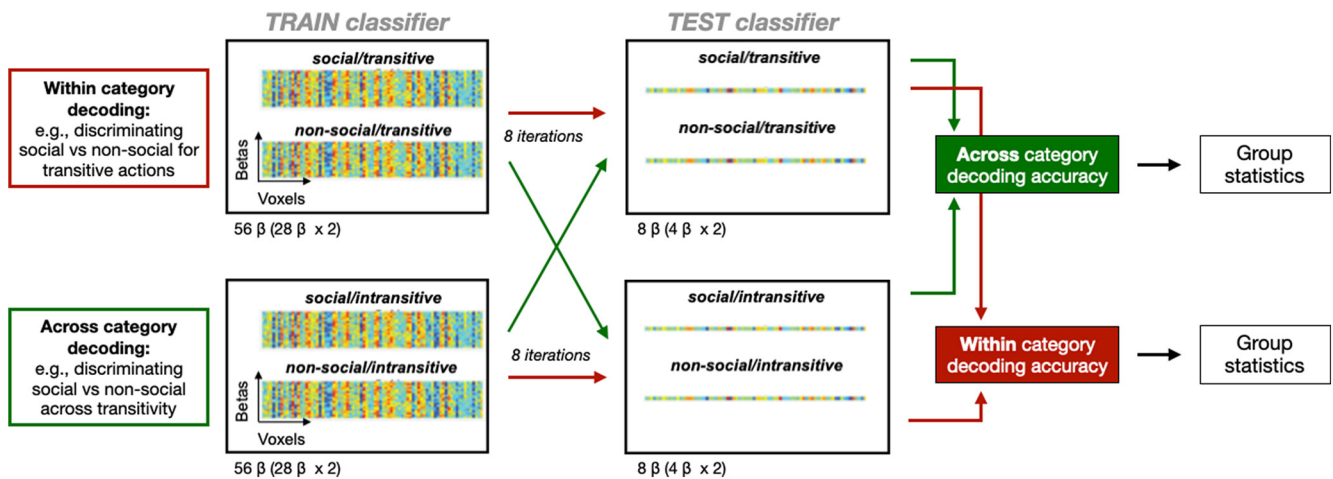 TRAIN classifier
TEST classifier
Within category
decoding:
e.g., discriminating
social vs non-social for
transitive actions
social/transitive
non-social/transitive
Betas
Voxels
56 β (28 β x 2)
8 iterations
social/transitive
non-social/transitive
8 β (4 β x 2)
Across category
decoding accuracy
Group
statistics
Across category
decoding:
e.g., discriminating
social vs non-social
across transitivity
social/intransitive
non-social/intransitive
Betas
Voxels
56 β (28 β x 2)
8 iterations
social/intransitive
non-social/intransitive
8 β (4 β x 2)
Within category
decoding accuracy
Group
statistics